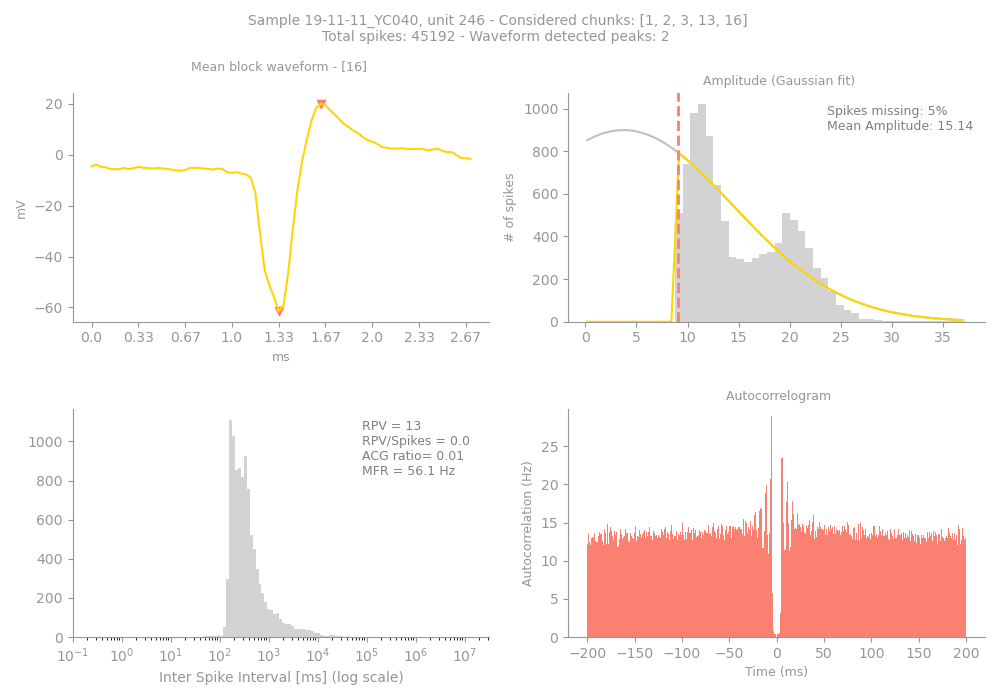 Sample 19-11-11_YC040, unit 246 - Considered chunks: [1, 2, 3, 13, 16]
Total spikes: 45192 - Waveform detected peaks: 2
Mean block waveform - [16]
20
0
−20
−40
−60
mV
0.0 0.33 0.67 1.0 1.33 1.67 2.0 2.33 2.67
ms
Amplitude (Gaussian fit)
Spikes missing: 5%
Mean Amplitude: 15.14
1000
800
600
400
200
0
# of spikes
0 5 10 15 20 25 30 35
RPV = 13
RPV/Spikes = 0.0
ACG ratio= 0.01
MFR = 56.1 Hz
1000
800
600
400
200
0
10⁻¹ 10⁰ 10¹ 10² 10³ 10⁴ 10⁵ 10⁶ 10⁷
Inter Spike Interval [ms] (log scale)
Autocorrelogram
25
20
15
10
5
0
Autocorrelation (Hz)
−200 −150 −100 −50 0 50 100 150 200
Time (ms)